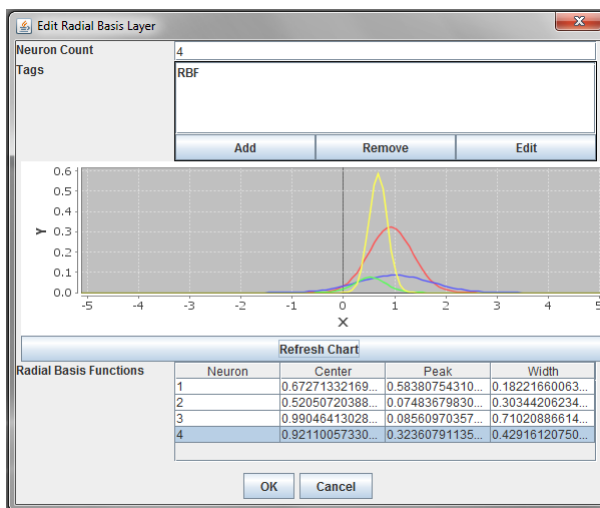 Edit Radial Basis Layer
Neuron Count 4
Tags RBF
Add Remove Edit
0.6
0.5
0.4
0.3
0.2
0.1
0.0
Y
-5 -4 -3 -2 -1 0 1 2 3 4 5
X
Refresh Chart
Radial Basis Functions Neuron Center Peak Width
1 0.67271332169... 0.58380754310... 0.18221660063...
2 0.52050720388... 0.07483679830... 0.30344206234...
3 0.99046413028... 0.08560970357... 0.71020886614...
4 0.92110057330... 0.32360791135... 0.42916120750...
OK Cancel